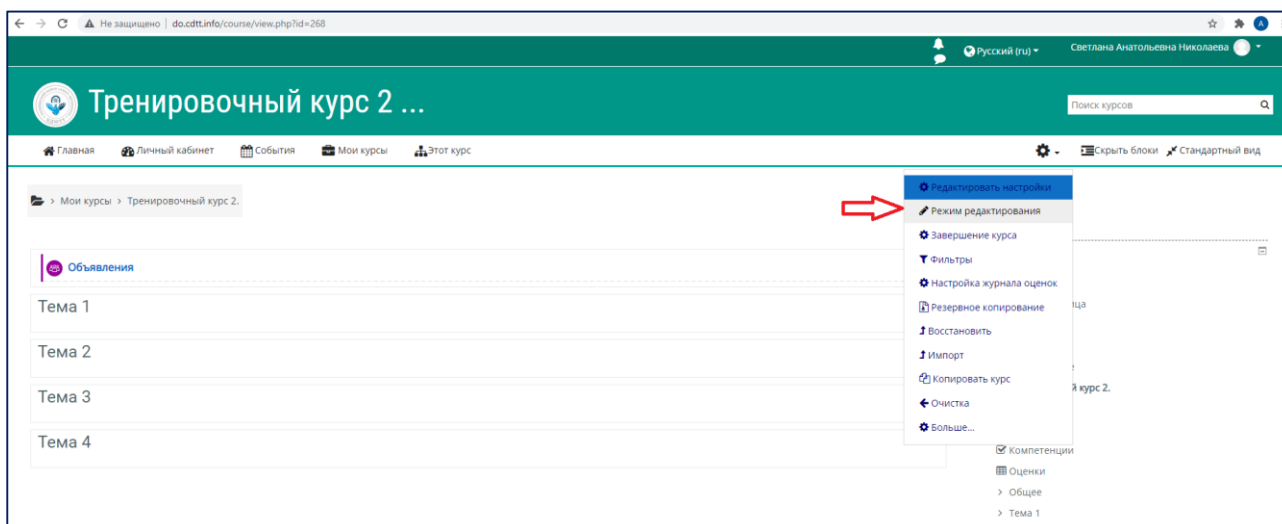 Не защищено | do.cdtt.info/course/view.php?id=268
A
Русский (ru)
Светлана Анатольевна Николаева
Тренировочный курс 2 ...
Поиск курсов
Главная Личный кабинет События Мои курсы Этот курс
Скрыть блоки Стандартный вид
> Мои курсы > Тренировочный курс 2.
Объявления
Тема 1
Тема 2
Тема 3
Тема 4
Редактировать настройки
Режим редактирования
Завершение курса
Фильтры
Настройка журнала оценок
Резервное копирование
Восстановить
Импорт
Копировать курс
Очистка
Больше...
ица
й курс 2.
Компетенции
Оценки
> Общее
> Тема 1